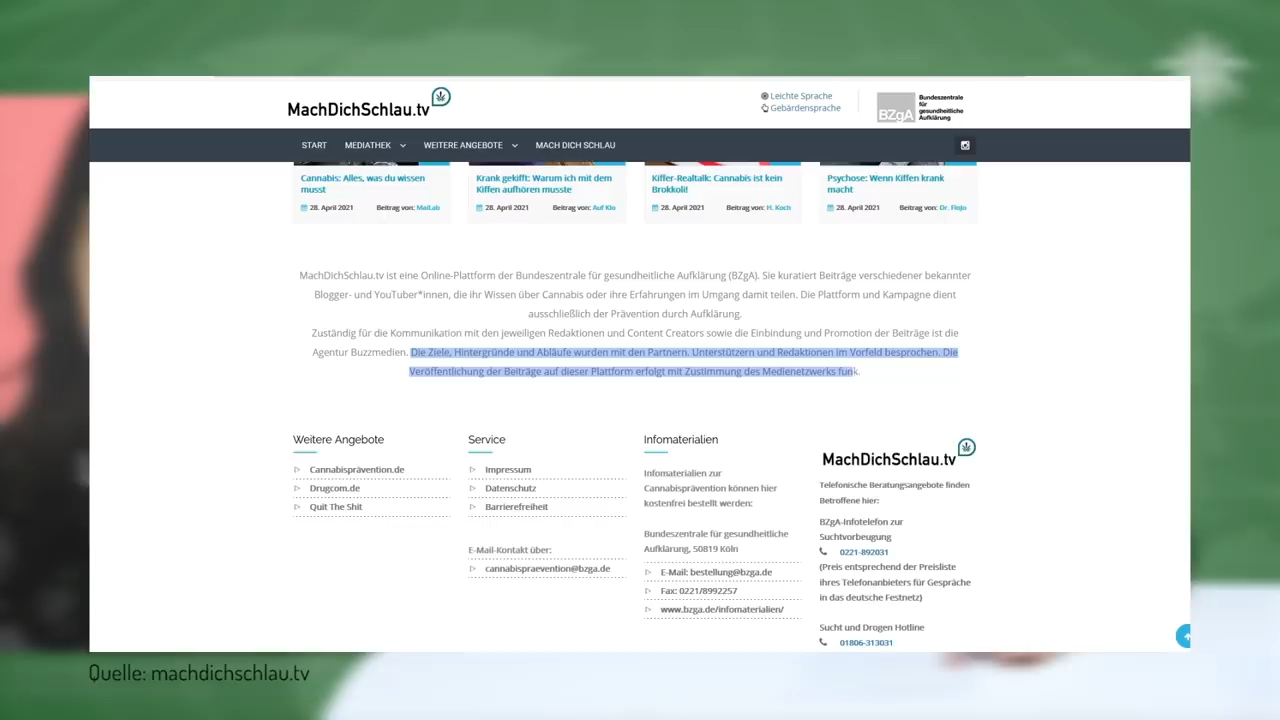 MachDichSchlau.tv
Leichte Sprache
Gebärdensprache
BZgA
Bundeszentrale
für
gesundheitliche
Aufklärung
START MEDIATHEK WEITERE ANGEBOTE MACH DICH SCHLAU
Cannabis: Alles, was du wissen
musst
28. April 2021 Beitrag von: MaiLab
Krank gekifft: Warum ich mit dem
Kiffen aufhören musste
28. April 2021 Beitrag von: Auf Klo
Kiffer-Realtalk: Cannabis ist kein
Brokkoli!
28. April 2021 Beitrag von: H. Koch
Psychose: Wenn Kiffen krank
macht
28. April 2021 Beitrag von: Dr. Flojo
MachDichSchlau.tv ist eine Online-Plattform der Bundeszentrale für gesundheitliche Aufklärung (BZgA). Sie kuratiert Beiträge verschiedener bekannter
Blogger- und YouTuber*innen, die ihr Wissen über Cannabis oder ihre Erfahrungen im Umgang damit teilen. Die Plattform und Kampagne dient
ausschließlich der Prävention durch Aufklärung.
Zuständig für die Kommunikation mit den jeweiligen Redaktionen und Content Creators sowie die Einbindung und Promotion der Beiträge ist die
Agentur Buzzmedien. Die Ziele, Hintergründe und Abläufe wurden mit den Partnern, Unterstützern und Redaktionen im Vorfeld besprochen. Die
Veröffentlichung der Beiträge auf dieser Plattform erfolgt mit Zustimmung des Medienetzwerks funk.
Weitere Angebote
Cannabisprävention.de
Drugcom.de
Quit The Shit
Service
Impressum
Datenschutz
Barrierefreiheit
E-Mail-Kontakt über:
cannabispraevention@bzga.de
Infomaterialien
Infomaterialien zur
Cannabisprävention können hier
kostenfrei bestellt werden:
Bundeszentrale für gesundheitliche
Aufklärung, 50819 Köln
E-Mail: bestellung@bzga.de
Fax: 0221/8992257
www.bzga.de/infomaterialien/
MachDichSchlau.tv
Telefonische Beratungsangebote finden
Betroffene hier:
BZgA-Infotelefon zur
Suchtvorbeugung
0221-892031
(Preis entsprechend der Preisliste
ihres Telefonanbieters für Gespräche
in das deutsche Festnetz)
Sucht und Drogen Hotline
01806-313031
Quelle: machdichschlau.tv